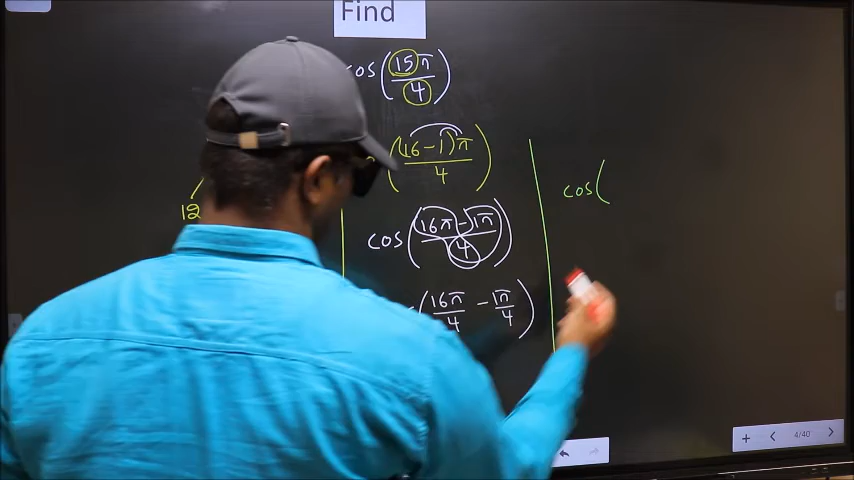 Find
cos(15π/4)
((16-1)π/4)
12
cos(16π-1π/4)
(16π/4 - 1π/4)
cos(
4/40